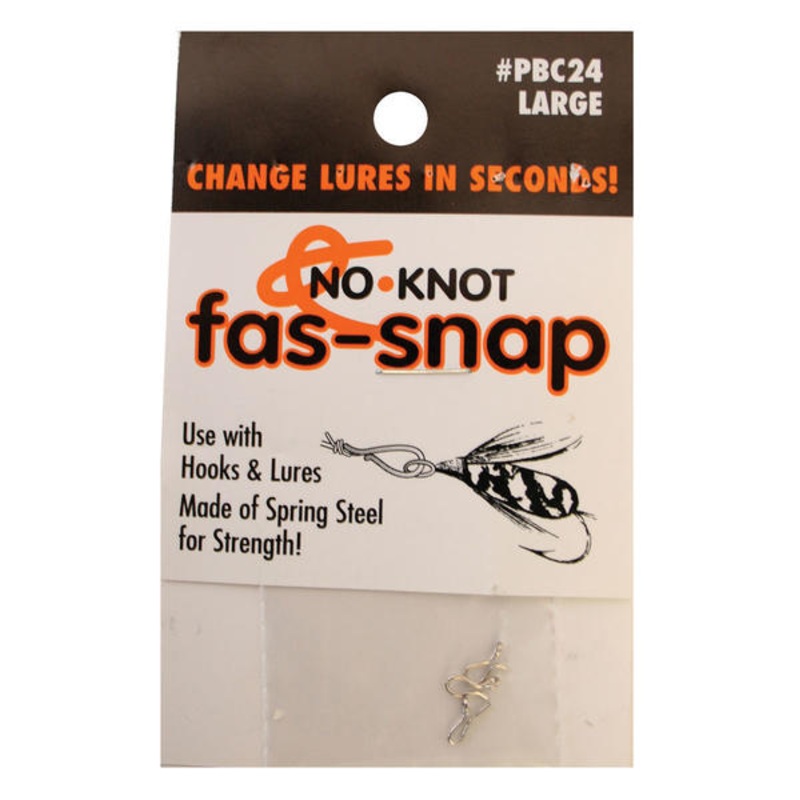 #PBC24
LARGE
CHANGE LURES IN SECONDS!
NO•KNOT
fas-snap
Use with
Hooks & Lures
Made of Spring Steel
for Strength!